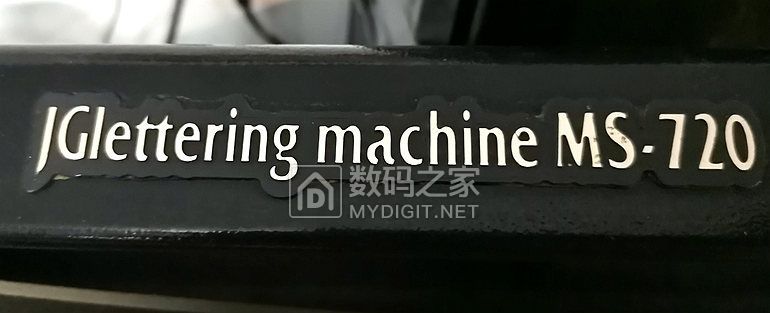 JGlettering machine MS-720
数码之家
MYDIGIT.NET